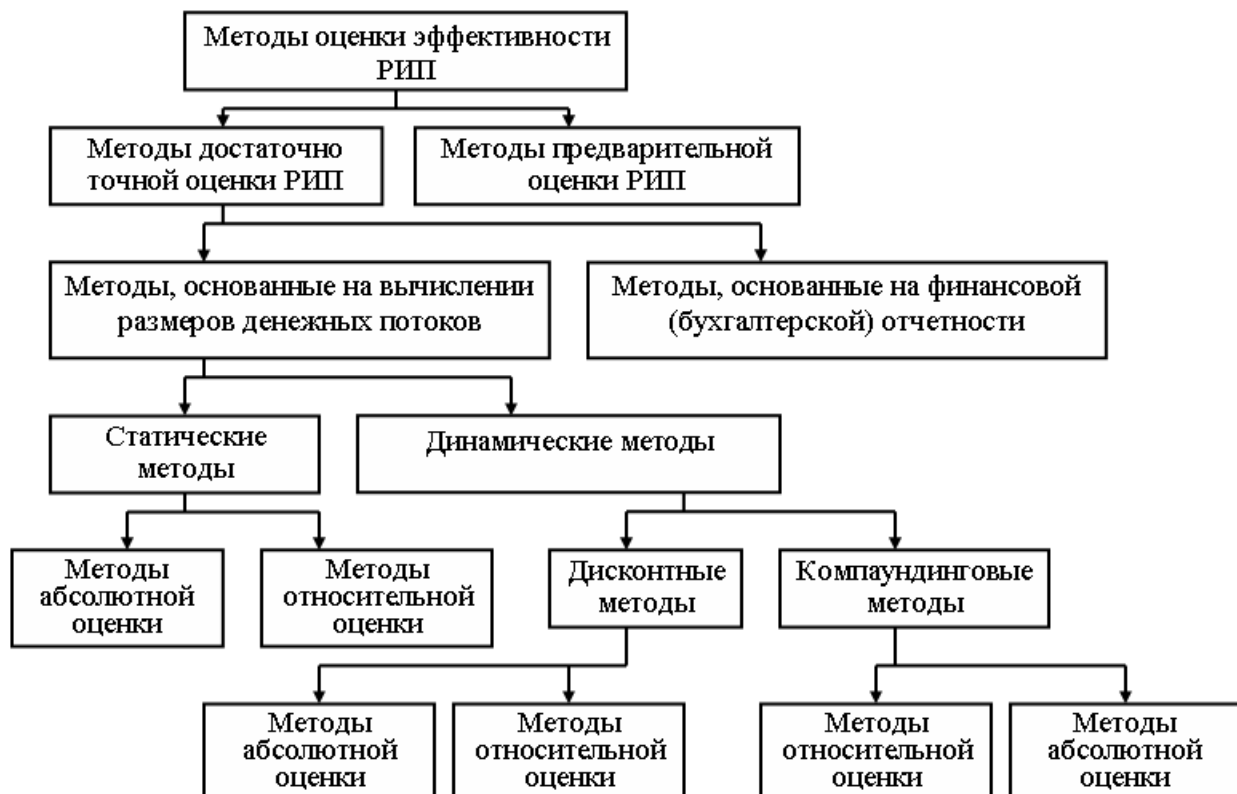 Методы оценки эффективности
РИП
Методы достаточно
точной оценки РИП
Методы предварительной
оценки РИП
Методы, основанные на вычислении
размеров денежных потоков
Методы, основанные на финансовой
(бухгалтерской) отчетности
Статические
методы
Динамические методы
Методы
абсолютной
оценки
Методы
относительной
оценки
Дисконтные
методы
Компаундинговые
методы
Методы
абсолютной
оценки
Методы
относительной
оценки
Методы
относительной
оценки
Методы
абсолютной
оценки